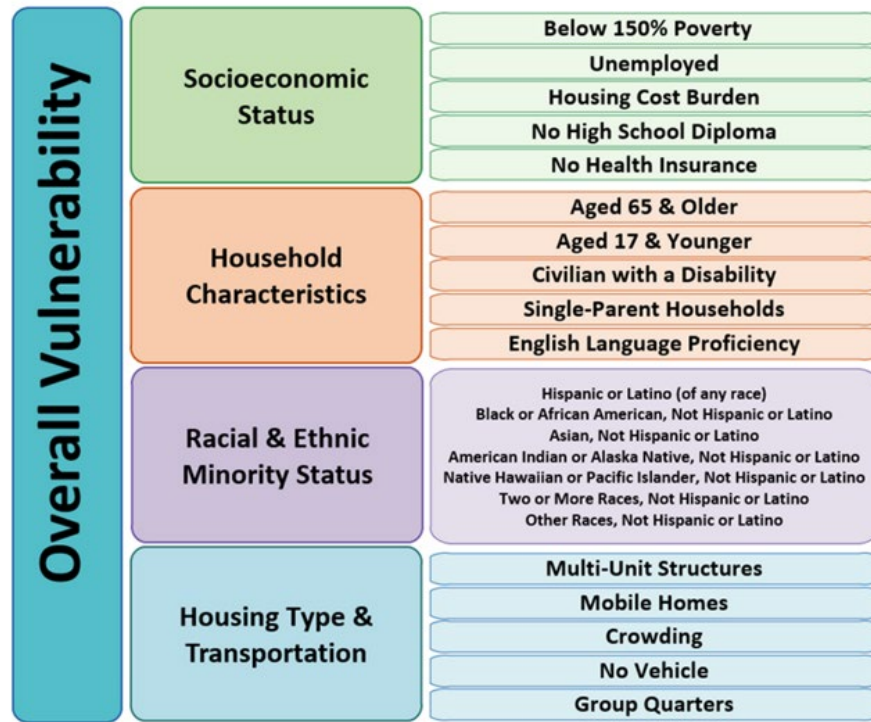 Overall Vulnerability
Socioeconomic
Status
Below 150% Poverty
Unemployed
Housing Cost Burden
No High School Diploma
No Health Insurance
Household
Characteristics
Aged 65 & Older
Aged 17 & Younger
Civilian with a Disability
Single-Parent Households
English Language Proficiency
Racial & Ethnic
Minority Status
Hispanic or Latino (of any race)
Black or African American, Not Hispanic or Latino
Asian, Not Hispanic or Latino
American Indian or Alaska Native, Not Hispanic or Latino
Native Hawaiian or Pacific Islander, Not Hispanic or Latino
Two or More Races, Not Hispanic or Latino
Other Races, Not Hispanic or Latino
Housing Type &
Transportation
Multi-Unit Structures
Mobile Homes
Crowding
No Vehicle
Group Quarters